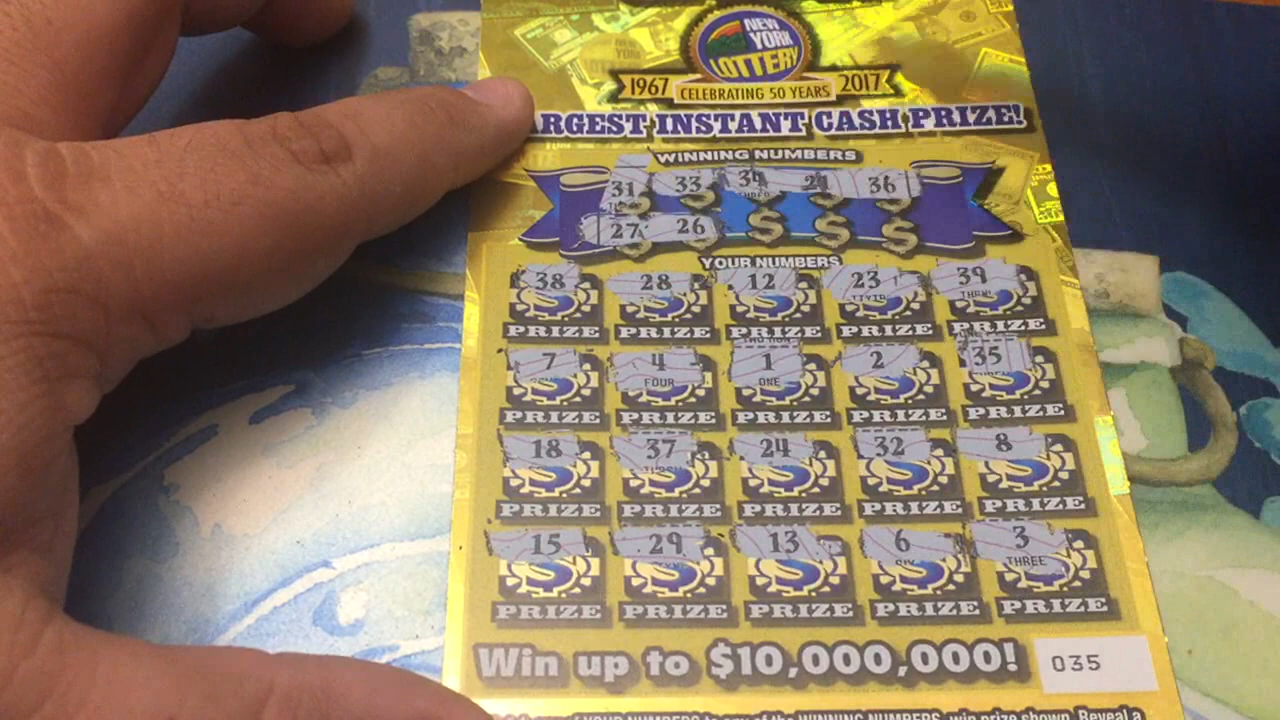 NEW
YORK
LOTTERY
1967 CELEBRATING 50 YEARS 2017
ARGEST INSTANT CASH PRIZE!
WINNING NUMBERS
31 33 34 21 36
27 26 $ $ $
YOUR NUMBERS
38 28 12 23 39
PRIZE PRIZE PRIZE PRIZE PRIZE
7 4 1 2 35
FOUR ONE
PRIZE PRIZE PRIZE PRIZE PRIZE
18 37 24 32 8
PRIZE PRIZE PRIZE PRIZE PRIZE
15 29 13 6 3
SIX THREE
PRIZE PRIZE PRIZE PRIZE PRIZE
Win up to $10,000,000! 035
of YOUR NUMBERS to any of the WINNING NUMBERS, win prize shown. Reveal a